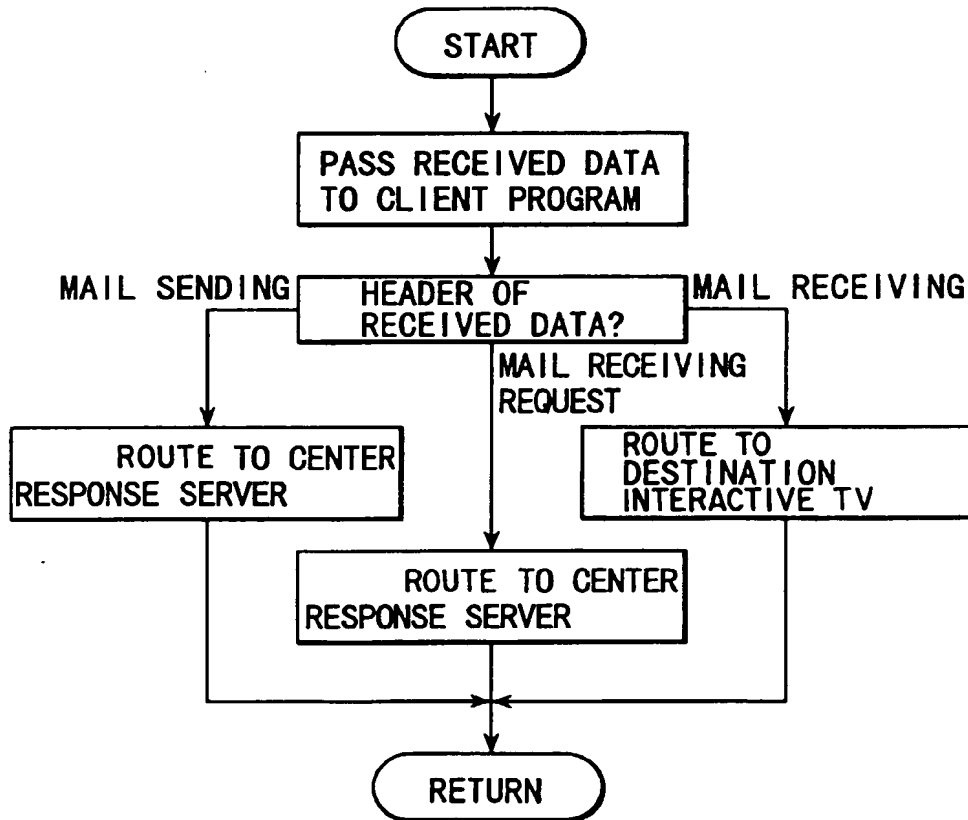 START
PASS RECEIVED DATA
TO CLIENT PROGRAM
MAIL SENDING
HEADER OF
RECEIVED DATA?
MAIL RECEIVING
MAIL RECEIVING
REQUEST
ROUTE TO CENTER
RESPONSE SERVER
ROUTE TO
DESTINATION
INTERACTIVE TV
ROUTE TO CENTER
RESPONSE SERVER
RETURN